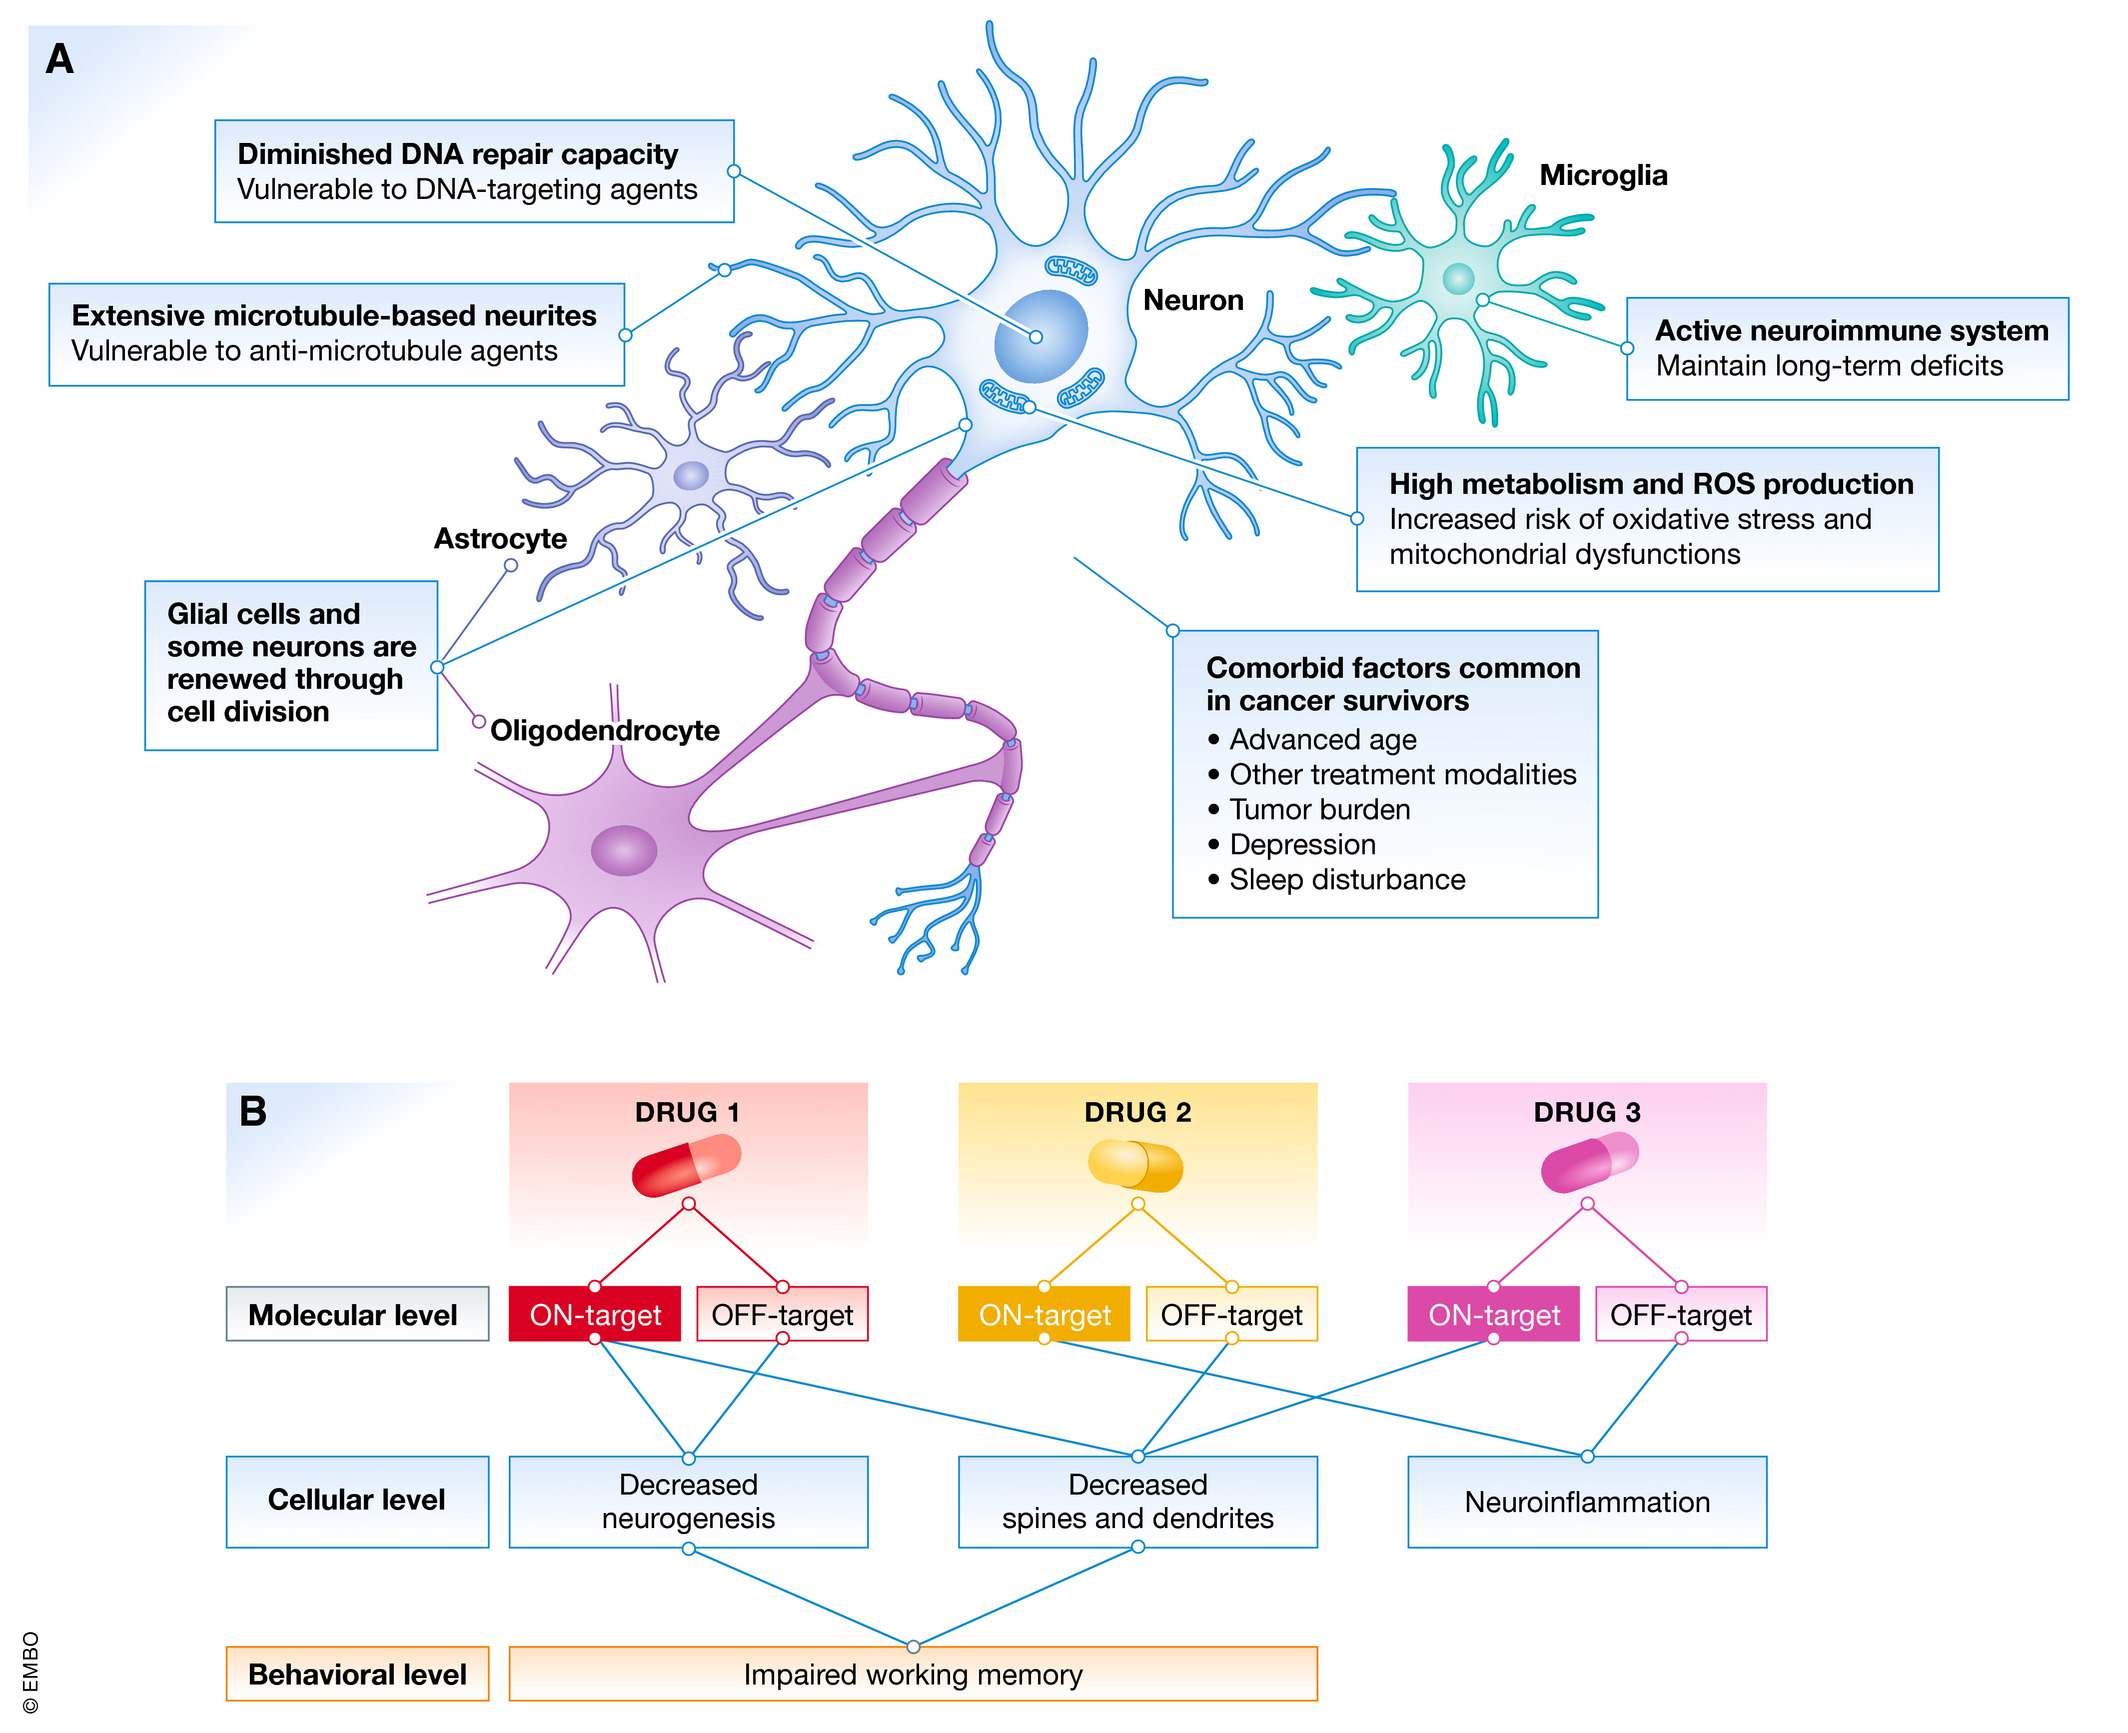 A
Diminished DNA repair capacity
Vulnerable to DNA-targeting agents
Microglia
Extensive microtubule-based neurites
Vulnerable to anti-microtubule agents
Neuron
Active neuroimmune system
Maintain long-term deficits
High metabolism and ROS production
Increased risk of oxidative stress and
mitochondrial dysfunctions
Astrocyte
Glial cells and
some neurons are
renewed through
cell division
Oligodendrocyte
Comorbid factors common
in cancer survivors
• Advanced age
• Other treatment modalities
• Tumor burden
• Depression
• Sleep disturbance
B
DRUG 1
DRUG 2
DRUG 3
Molecular level
ON-target
OFF-target
ON-target
OFF-target
ON-target
OFF-target
Cellular level
Decreased
neurogenesis
Decreased
spines and dendrites
Neuroinflammation
Behavioral level
Impaired working memory
© EMBO